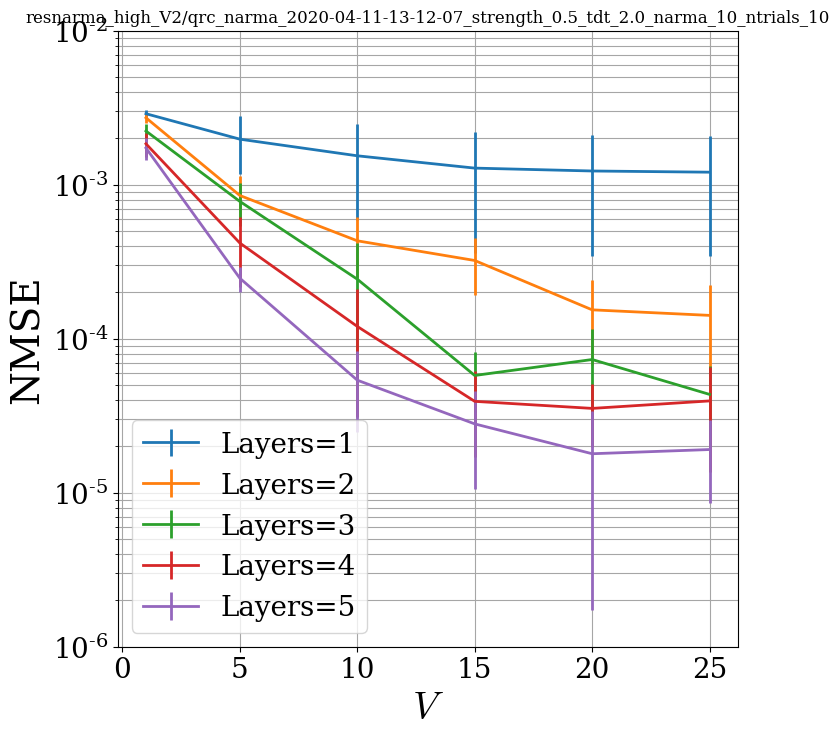 resnarma_high_V2/qrc_narma_2020-04-11-13-12-07_strength_0.5_tdt_2.0_narma_10_ntrials_10
10^-2
10^-3
10^-4
10^-5
10^-6
NMSE
Layers=1
Layers=2
Layers=3
Layers=4
Layers=5
0 5 10 15 20 25
V